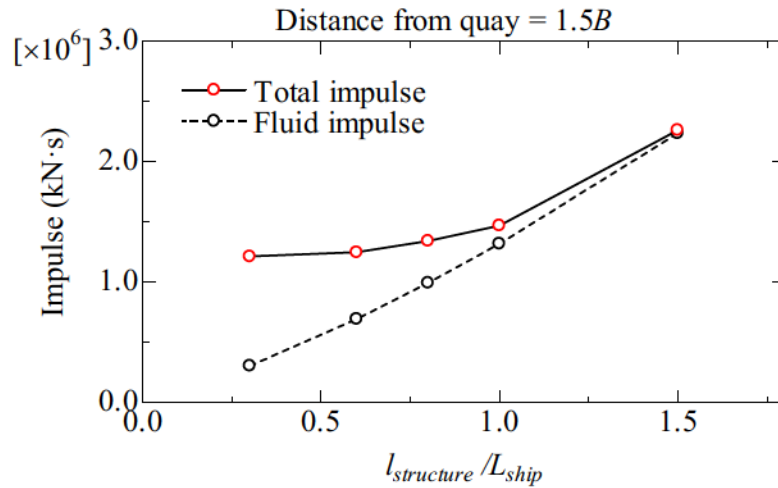 Distance from quay = 1.5B
[×10⁶]
3.0
Total impulse
Fluid impulse
2.0
1.0
0.0
Impulse (kN·s)
0.0 0.5 1.0 1.5
l_structure / L_ship